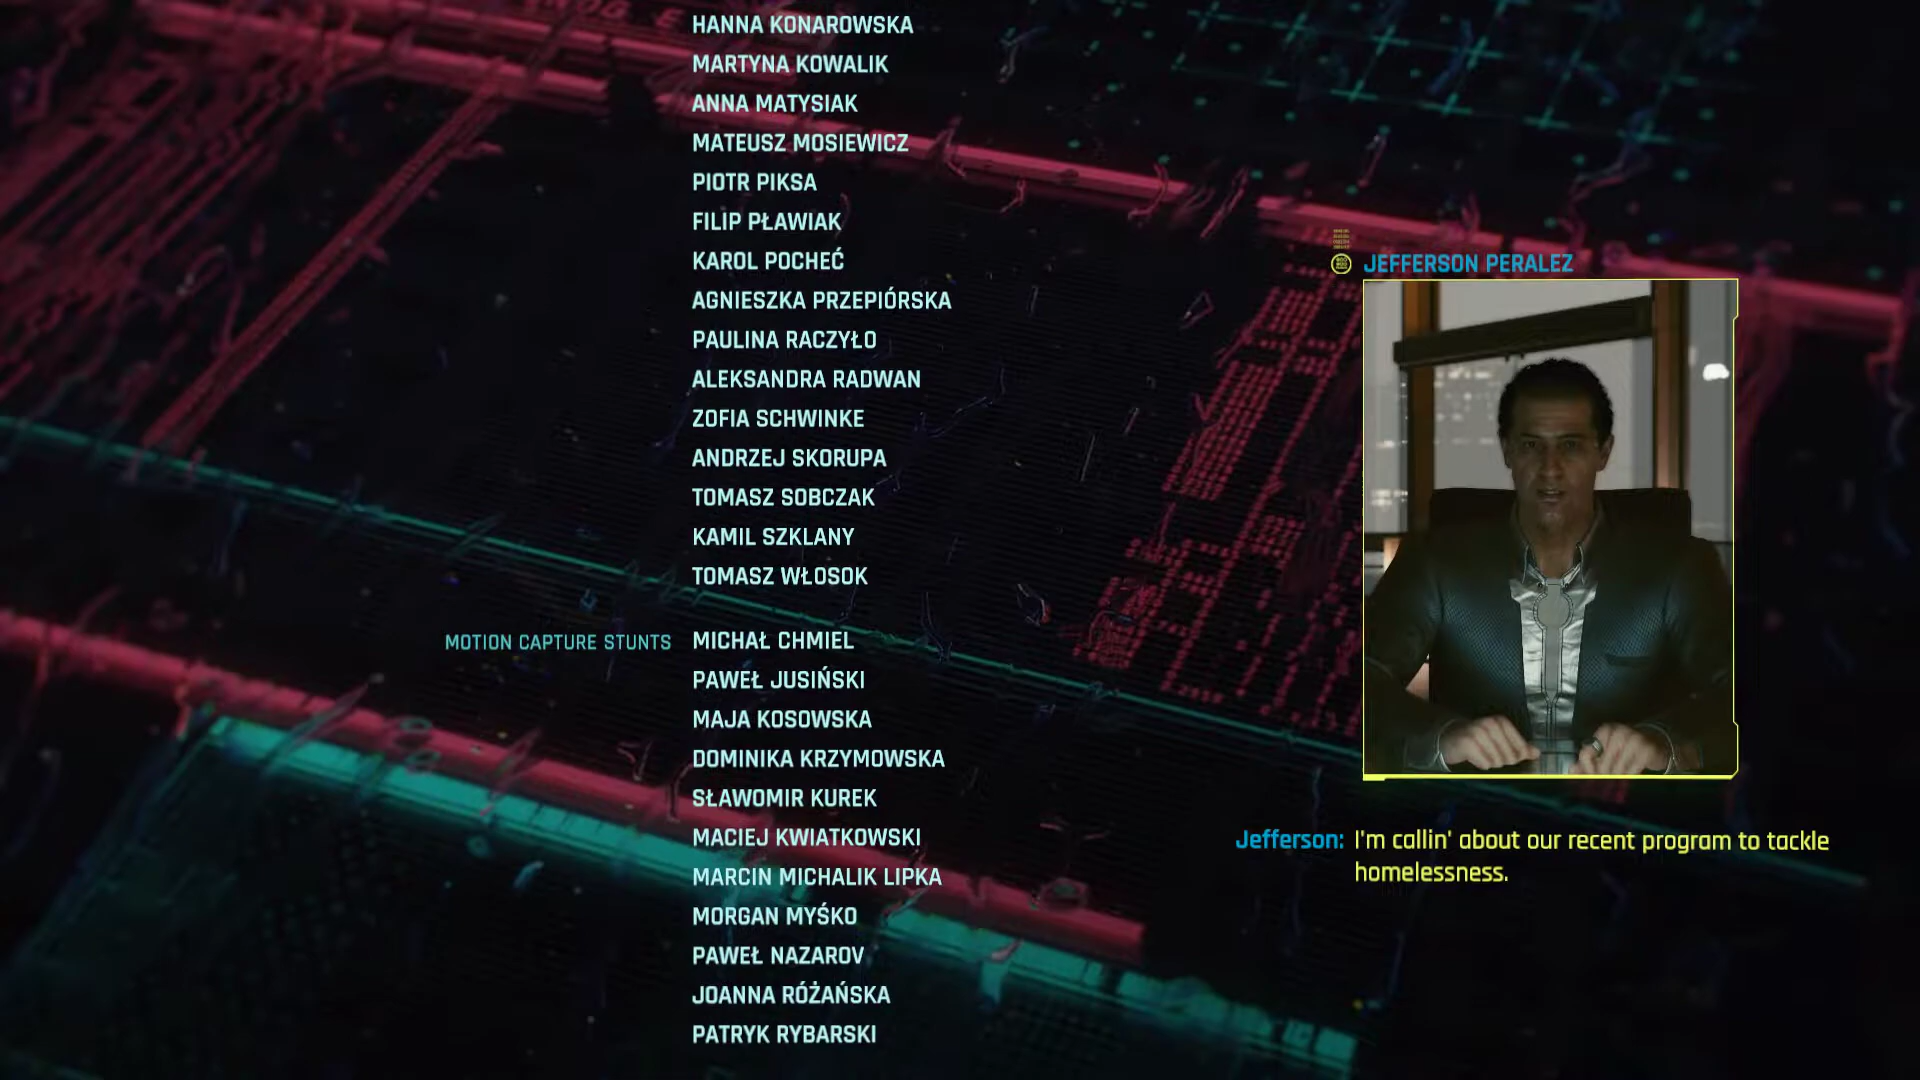 HANNA KONAROWSKA
MARTYNA KOWALIK
ANNA MATYSIAK
MATEUSZ MOSIEWICZ
PIOTR PIKSA
FILIP PŁAWIAK
KAROL POCHEĆ
AGNIESZKA PRZEPIÓRSKA
PAULINA RACZYŁO
ALEKSANDRA RADWAN
ZOFIA SCHWINKE
ANDRZEJ SKORUPA
TOMASZ SOBCZAK
KAMIL SZKLANY
TOMASZ WŁOSOK
MOTION CAPTURE STUNTS MICHAŁ CHMIEL
PAWEŁ JUSIŃSKI
MAJA KOSOWSKA
DOMINIKA KRZYMOWSKA
SŁAWOMIR KUREK
MACIEJ KWIATKOWSKI
MARCIN MICHALIK LIPKA
MORGAN MYŚKO
PAWEŁ NAZAROV
JOANNA RÓŻAŃSKA
PATRYK RYBARSKI
JEFFERSON PERALEZ
Jefferson: I'm callin' about our recent program to tackle
homelessness.